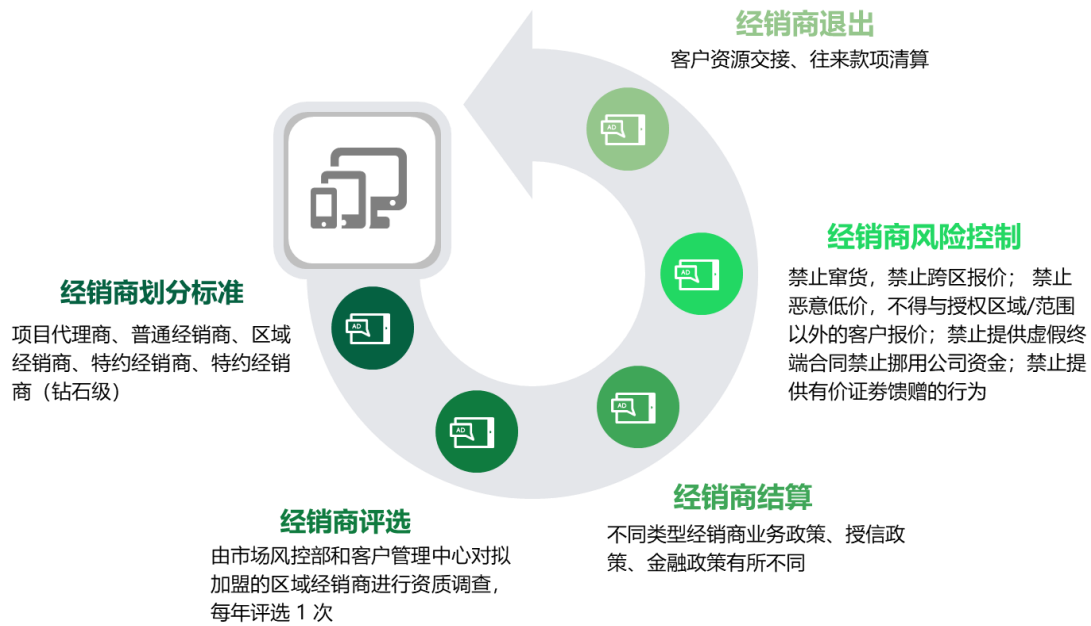 经销商退出
客户资源交接、往来款项清算
经销商风险控制
禁止窜货，禁止跨区报价； 禁止
恶意低价，不得与授权区域/范围
以外的客户报价；禁止提供虚假终
端合同禁止挪用公司资金；禁止提
供有价证劵馈赠的行为
经销商划分标准
项目代理商、普通经销商、区域
经销商、特约经销商、特约经销
商（钻石级）
经销商结算
不同类型经销商业务政策、授信政
策、金融政策有所不同
经销商评选
由市场风控部和客户管理中心对拟
加盟的区域经销商进行资质调查，
每年评选 1 次
AD
AD
AD
AD
AD